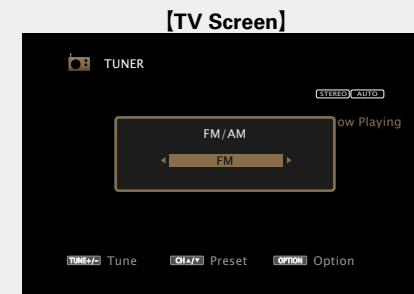 【TV Screen】
TUNER
STEREO AUTO
ow Playing
FM/AM
FM
TUNE+/- Tune CH▲/▼ Preset OPTION Option